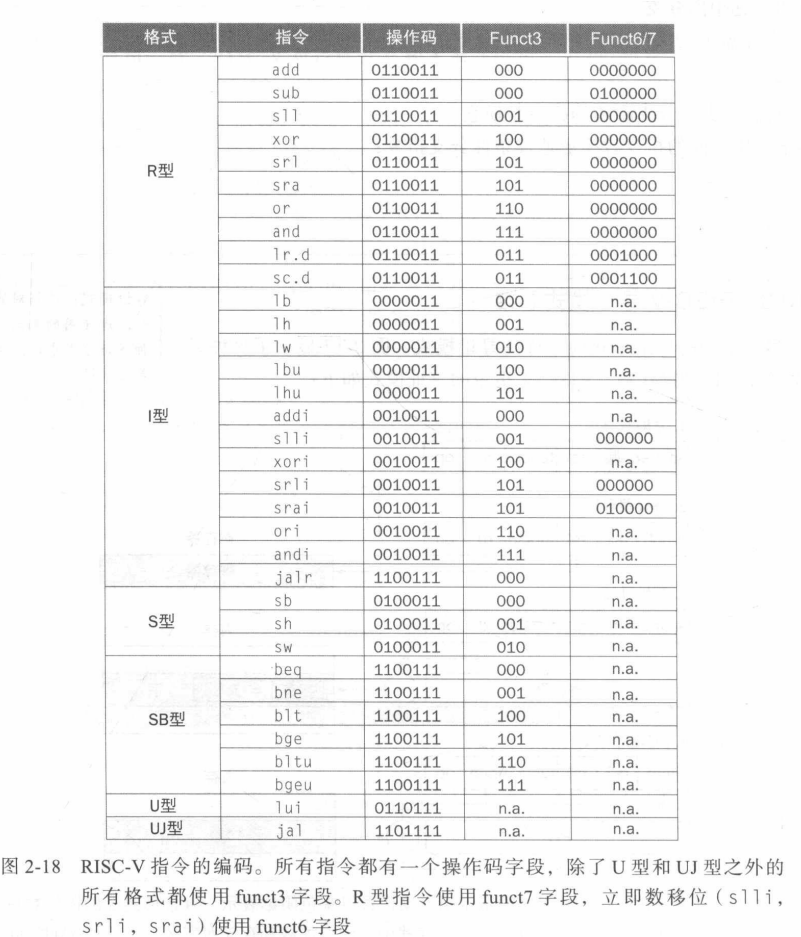 格式 指令 操作码 Funct3 Funct6/7
R型
add 0110011 000 0000000
sub 0110011 000 0100000
sll 0110011 001 0000000
xor 0110011 100 0000000
srl 0110011 101 0000000
sra 0110011 101 0000000
or 0110011 110 0000000
and 0110011 111 0000000
lr.d 0110011 011 0001000
sc.d 0110011 011 0001100
I型
lb 0000011 000 n.a.
lh 0000011 001 n.a.
lw 0000011 010 n.a.
lbu 0000011 100 n.a.
lhu 0000011 101 n.a.
addi 0010011 000 n.a.
slli 0010011 001 000000
xori 0010011 100 n.a.
srli 0010011 101 000000
srai 0010011 101 010000
ori 0010011 110 n.a.
andi 0010011 111 n.a.
jalr 1100111 000 n.a.
S型
sb 0100011 000 n.a.
sh 0100011 001 n.a.
sw 0100011 010 n.a.
SB型
beq 1100111 000 n.a.
bne 1100111 001 n.a.
blt 1100111 100 n.a.
bge 1100111 101 n.a.
bltu 1100111 110 n.a.
bgeu 1100111 111 n.a.
U型 lui 0110111 n.a. n.a.
UJ型 jal 1101111 n.a. n.a.
图 2-18 RISC-V 指令的编码。所有指令都有一个操作码字段，除了 U 型和 UJ 型之外的
所有格式都使用 funct3 字段。R 型指令使用 funct7 字段，立即数移位（slli，
srli，srai）使用 funct6 字段